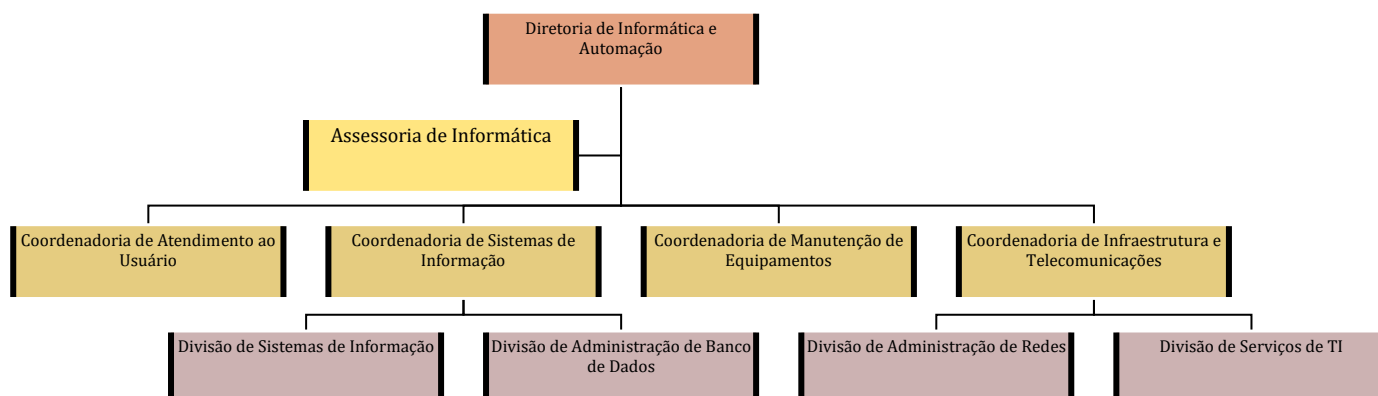 Diretoria de Informática e
Automação
Assessoria de Informática
Coordenadoria de Atendimento ao
Usuário
Coordenadoria de Sistemas de
Informação
Coordenadoria de Manutenção de
Equipamentos
Coordenadoria de Infraestrutura e
Telecomunicações
Divisão de Sistemas de Informação
Divisão de Administração de Banco
de Dados
Divisão de Administração de Redes
Divisão de Serviços de TI